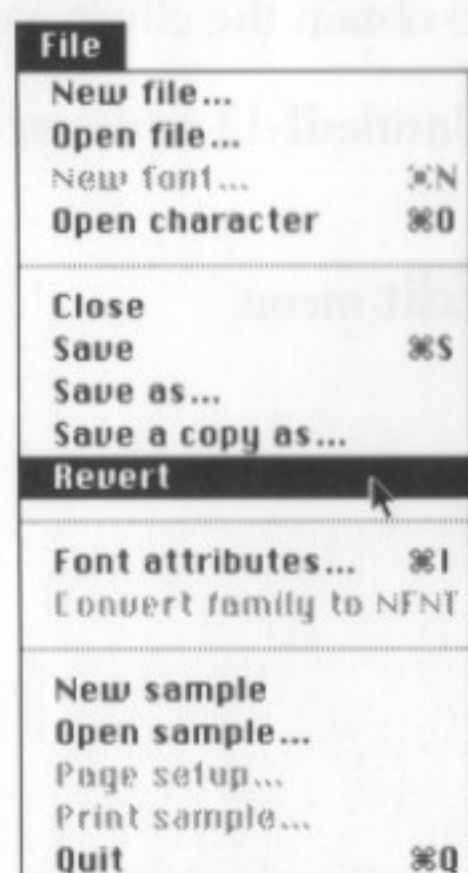 File
New file...
Open file...
New font... ⌘N
Open character ⌘O
Close
Save ⌘S
Save as...
Save a copy as...
Revert
Font attributes... ⌘I
Convert family to NFNT
New sample
Open sample...
Page setup...
Print sample...
Quit ⌘Q